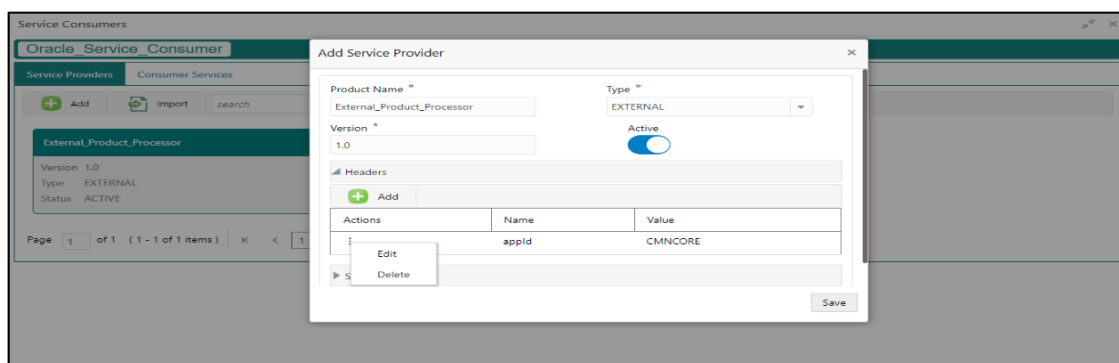 Service Consumers
Oracle_Service_Consumer
Service Providers Consumer Services
Add Import search
External_Product_Processor
Version 1.0
Type EXTERNAL
Status ACTIVE
Page 1 of 1 (1 - 1 of 1 items) K < 1
Add Service Provider
Product Name * Type *
External_Product_Processor EXTERNAL
Version * Active
1.0
Headers
Add
Actions Name Value
appId CMNCORE
Edit
Delete
Save